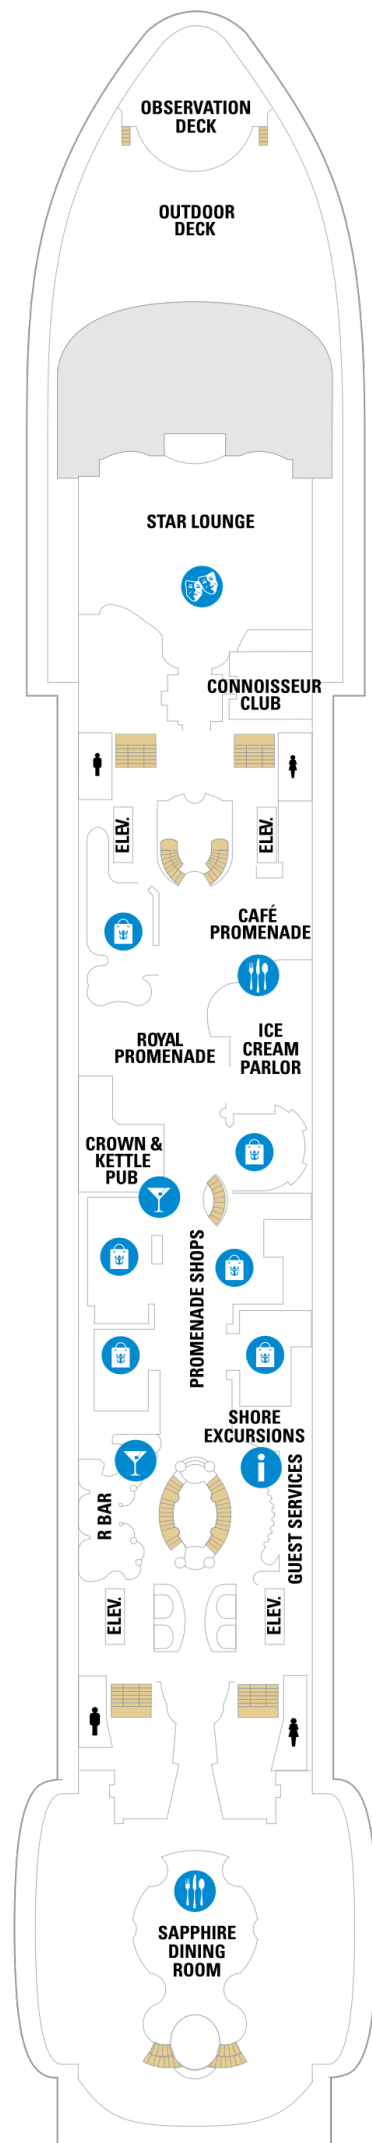 OBSERVATION
DECK
OUTDOOR
DECK
STAR LOUNGE
CONNOISSEUR
CLUB
ELEV.
ELEV.
CAFÉ
PROMENADE
ROYAL
PROMENADE
ICE
CREAM
PARLOR
CROWN &
KETTLE
PUB
PROMENADE SHOPS
SHORE
EXCURSIONS
R BAR
GUEST SERVICES
ELEV.
ELEV.
SAPPHIRE
DINING
ROOM